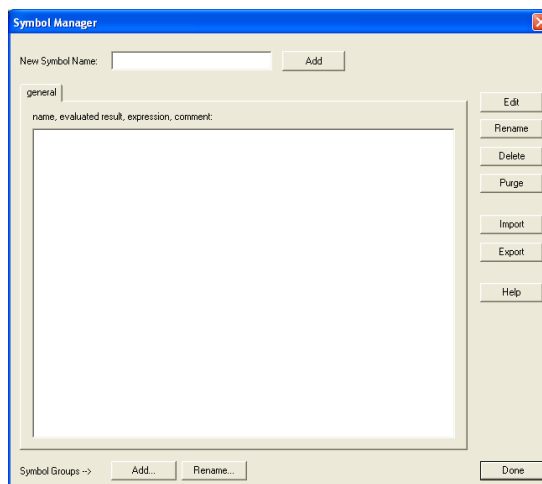 Symbol Manager
New Symbol Name: Add
general
name, evaluated result, expression, comment:
Edit
Rename
Delete
Purge
Import
Export
Help
Symbol Groups --> Add... Rename... Done